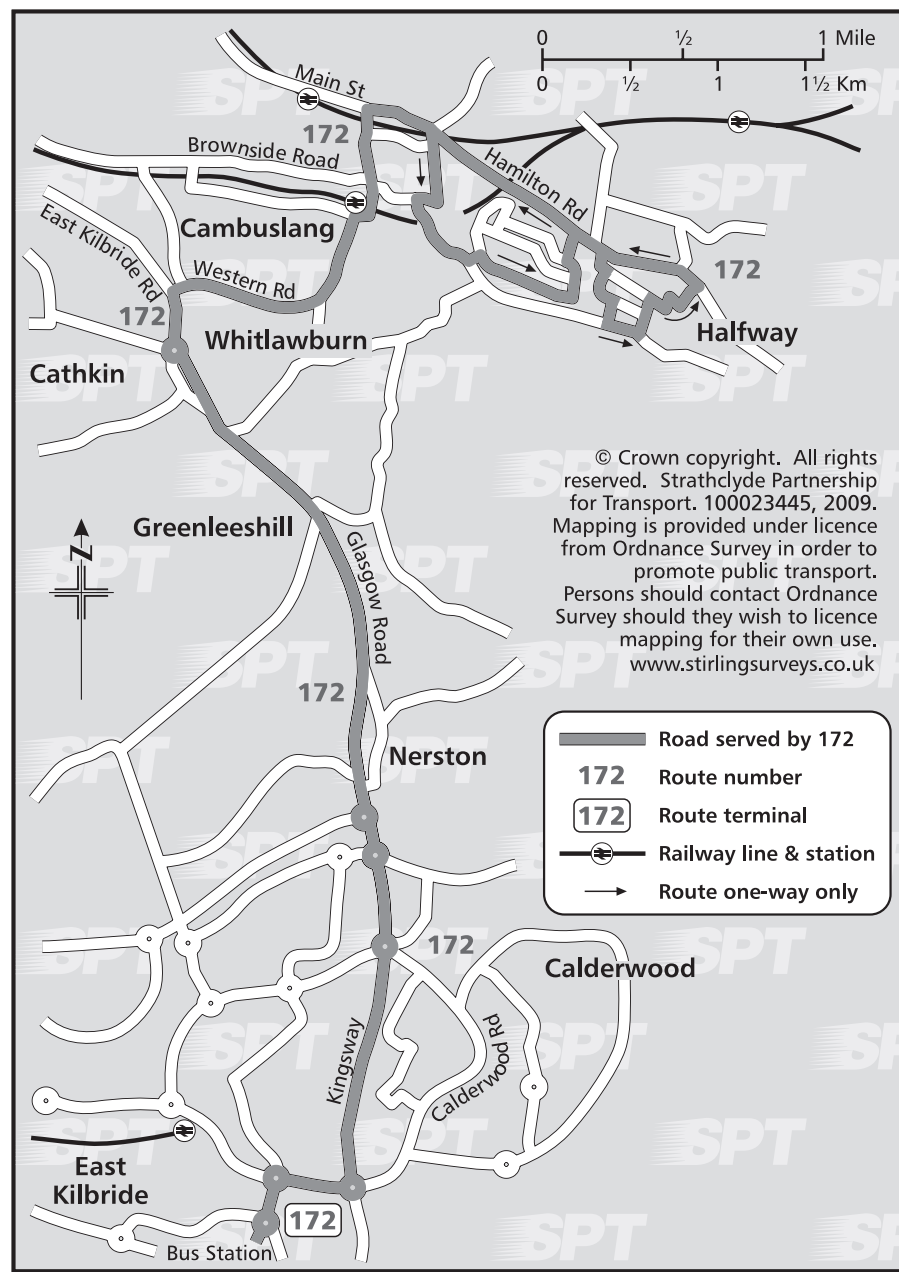 0 ½ 1 Mile
0 ½ 1 1½ Km
Main St
172
Brownside Road
Hamilton Rd
East Kilbride Rd
Cambuslang
Western Rd
172
172
Whitlawburn
Halfway
Cathkin
© Crown copyright. All rights
reserved. Strathclyde Partnership
for Transport. 100023445, 2009.
Mapping is provided under licence
from Ordnance Survey in order to
promote public transport.
Persons should contact Ordnance
Survey should they wish to licence
mapping for their own use.
www.stirlingsurveys.co.uk
Greenleeshill
N
Glasgow Road
172
Nerston
Road served by 172
172 Route number
172 Route terminal
Railway line & station
Route one-way only
172
Calderwood
Kingsway
Calderwood Rd
East
Kilbride
172
Bus Station
SPT